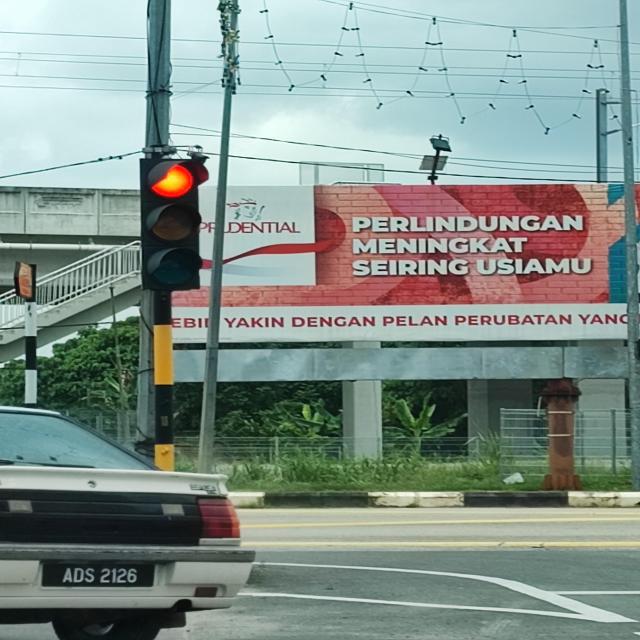 PRUDENTIAL
PERLINDUNGAN
MENINGKAT
SEIRING USIAMU
YAKIN DENGAN PELAN PERUBATAN
ADS 2126